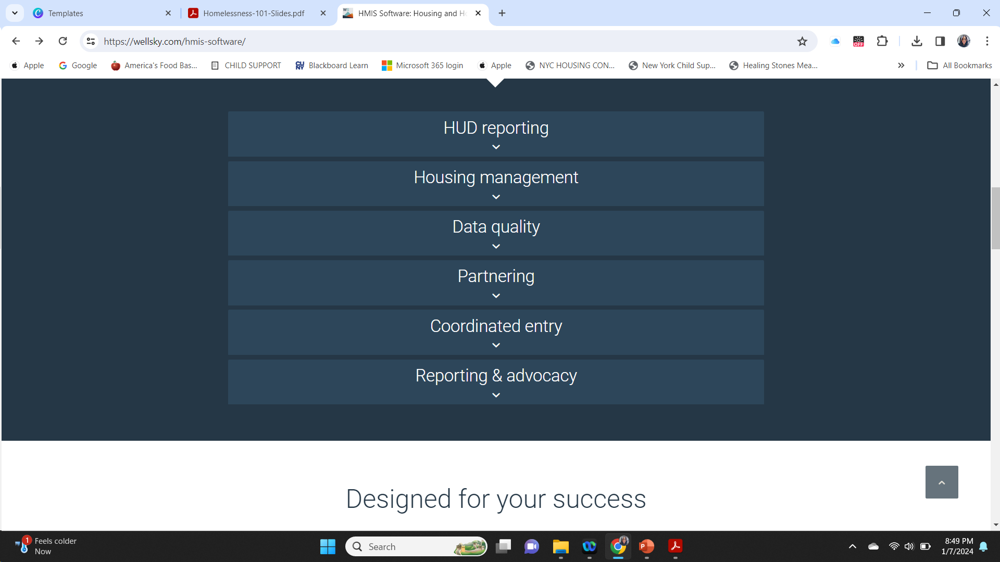 Templates
Homelessness-101-Slides.pdf
HMIS Software: Housing and Ho
https://wellsky.com/hmis-software/
OFF
Apple
Google
America's Food Bas...
CHILD SUPPORT
Blackboard Learn
Microsoft 365 login
Apple
NYC HOUSING CON...
New York Child Sup...
Healing Stones Mea...
All Bookmarks
HUD reporting
Housing management
Data quality
Partnering
Coordinated entry
Reporting & advocacy
Designed for your success
1
Feels colder
Now
Search
8:49 PM
1/7/2024